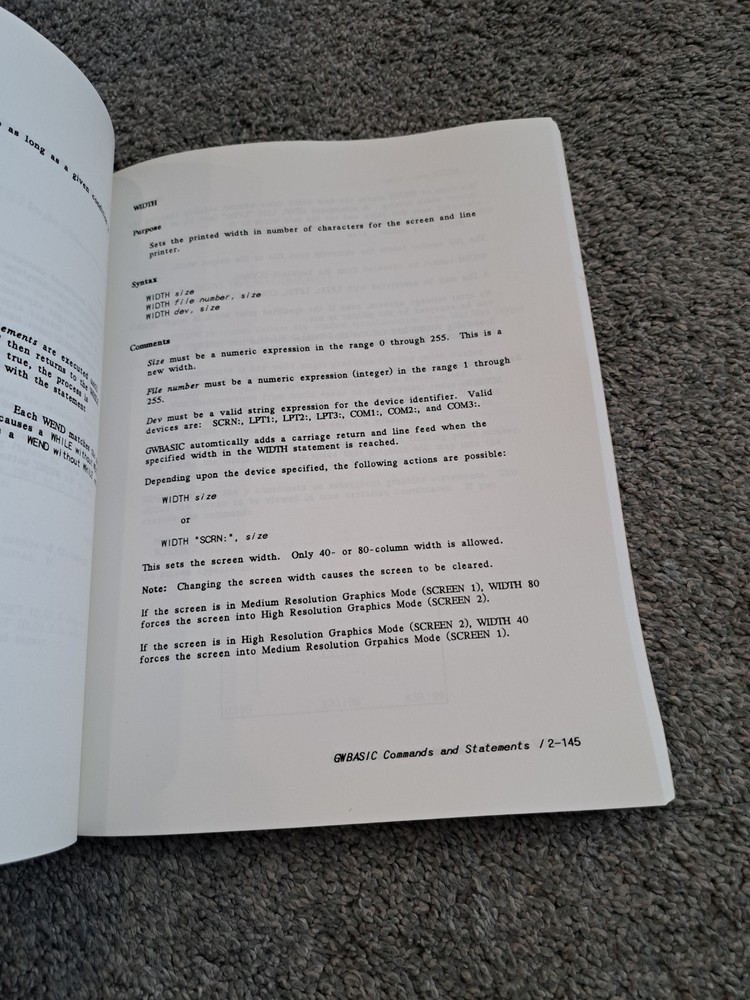 as long as a given
ements are executed
then returns to the
true, the process is
with the statement
Each WEND matches
causes a WHILE without
a WEND without
WIDTH
Purpose
Sets the printed width in number of characters for the screen and line
printer.
Syntax
WIDTH size
WIDTH file number, size
WIDTH dev, size
Comments
Size must be a numeric expression in the range 0 through 255. This is a
new width.
File number must be a numeric expression (integer) in the range 1 through
255.
Dev must be a valid string expression for the device identifier. Valid
devices are: SCRN:, LPT1:, LPT2:, LPT3:, COM1:, COM2:, and COM3:.
GWBASIC automtically adds a carriage return and line feed when the
specified width in the WIDTH statement is reached.
Depending upon the device specified, the following actions are possible:
WIDTH size
or
WIDTH "SCRN:", size
This sets the screen width. Only 40- or 80-column width is allowed.
Note: Changing the screen width causes the screen to be cleared.
If the screen is in Medium Resolution Graphics Mode (SCREEN 1), WIDTH 80
forces the screen into High Resolution Graphics Mode (SCREEN 2).
If the screen is in High Resolution Graphics Mode (SCREEN 2), WIDTH 40
forces the screen into Medium Resolution Grpahics Mode (SCREEN 1).
GWBASIC Commands and Statements / 2-145